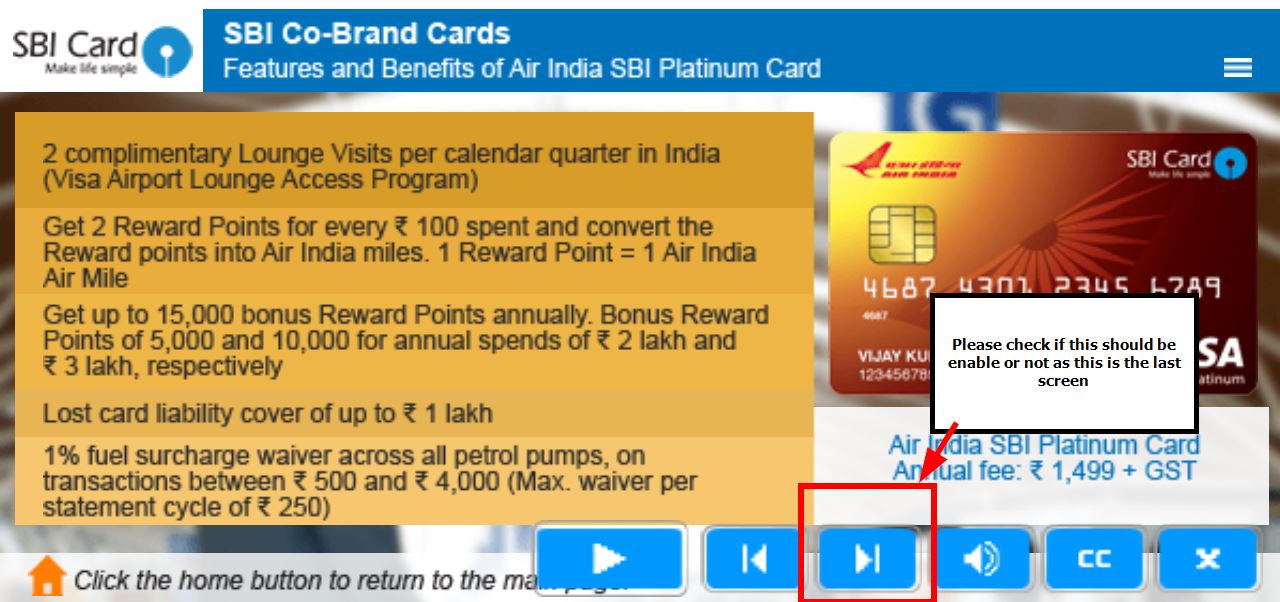 SBI Card
Make life simple
SBI Co-Brand Cards
Features and Benefits of Air India SBI Platinum Card
2 complimentary Lounge Visits per calendar quarter in India
(Visa Airport Lounge Access Program)
Get 2 Reward Points for every ₹ 100 spent and convert the
Reward points into Air India miles. 1 Reward Point = 1 Air India
Air Mile
Get up to 15,000 bonus Reward Points annually. Bonus Reward
Points of 5,000 and 10,000 for annual spends of ₹ 2 lakh and
₹ 3 lakh, respectively
Lost card liability cover of up to ₹ 1 lakh
1% fuel surcharge waiver across all petrol pumps, on
transactions between ₹ 500 and ₹ 4,000 (Max. waiver per
statement cycle of ₹ 250)
AIR INDIA
SBI Card
Make life simple
4687 4301 2345 6789
4687
VIJAY KU
12345678
SA
atinum
Please check if this should be
enable or not as this is the last
screen
Air India SBI Platinum Card
Annual fee: ₹ 1,499 + GST
Click the home button to return to the main page.
CC